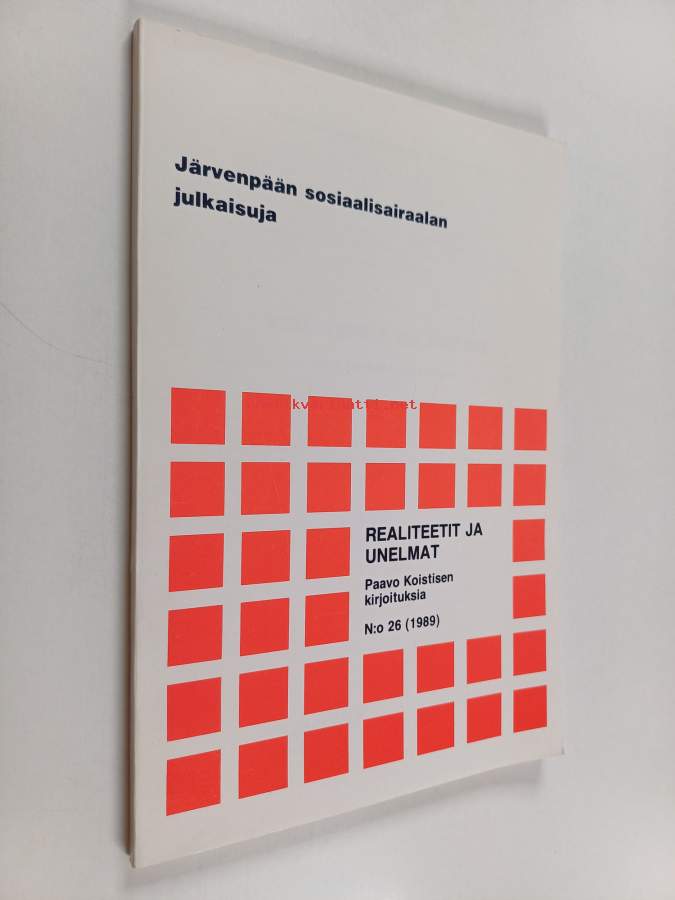 Järvenpään sosiaalisairaalan
julkaisuja
REALITEETIT JA
UNELMAT
Paavo Koistisen
kirjoituksia
N:o 26 (1989)